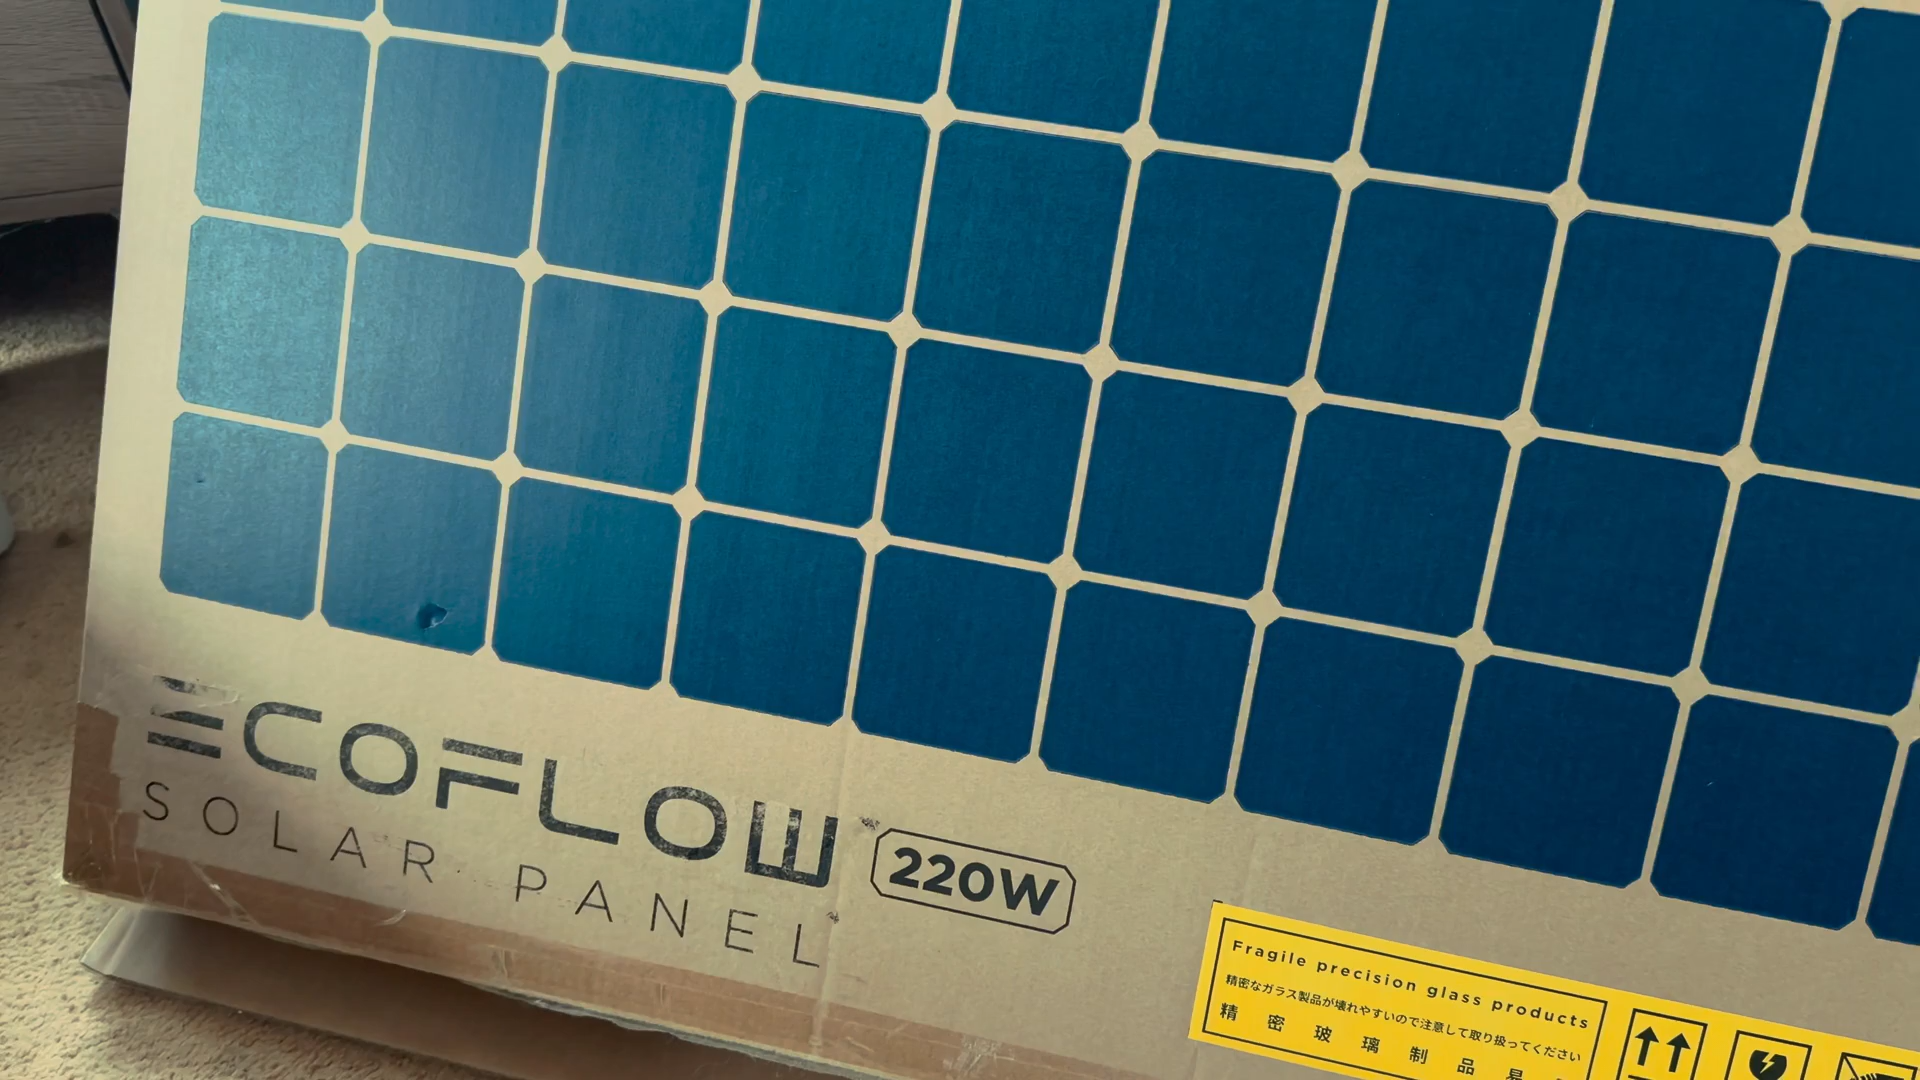 ECOFLOW
SOLAR PANEL
220W
Fragile precision glass products
精密なガラス製品が壊れやすいので注意して取り扱ってください
精密玻璃制品易